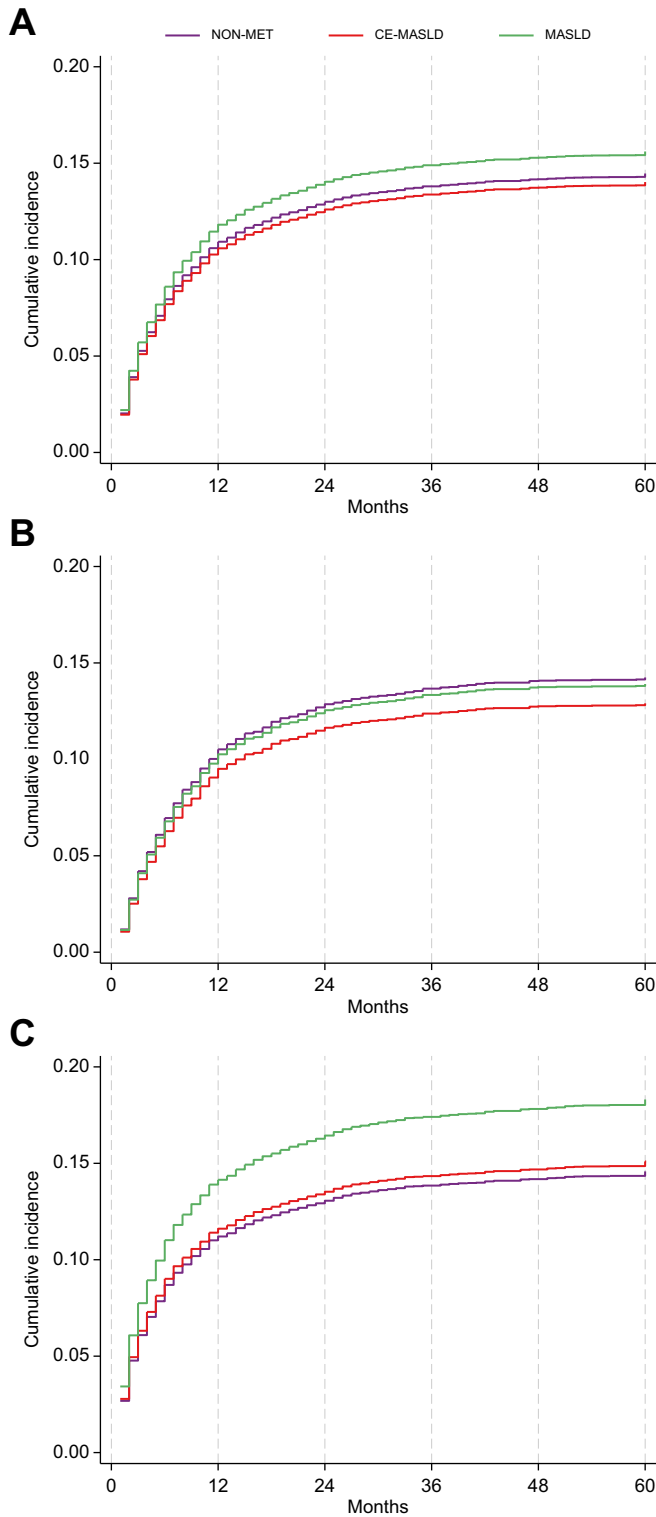 A
NON-MET CE-MASLD MASLD
0.20
0.15
0.10
0.05
0.00
Cumulative incidence
0 12 24 36 48 60
Months
B
0.20
0.15
0.10
0.05
0.00
Cumulative incidence
0 12 24 36 48 60
Months
C
0.20
0.15
0.10
0.05
0.00
Cumulative incidence
0 12 24 36 48 60
Months